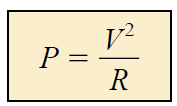 P = V²/R